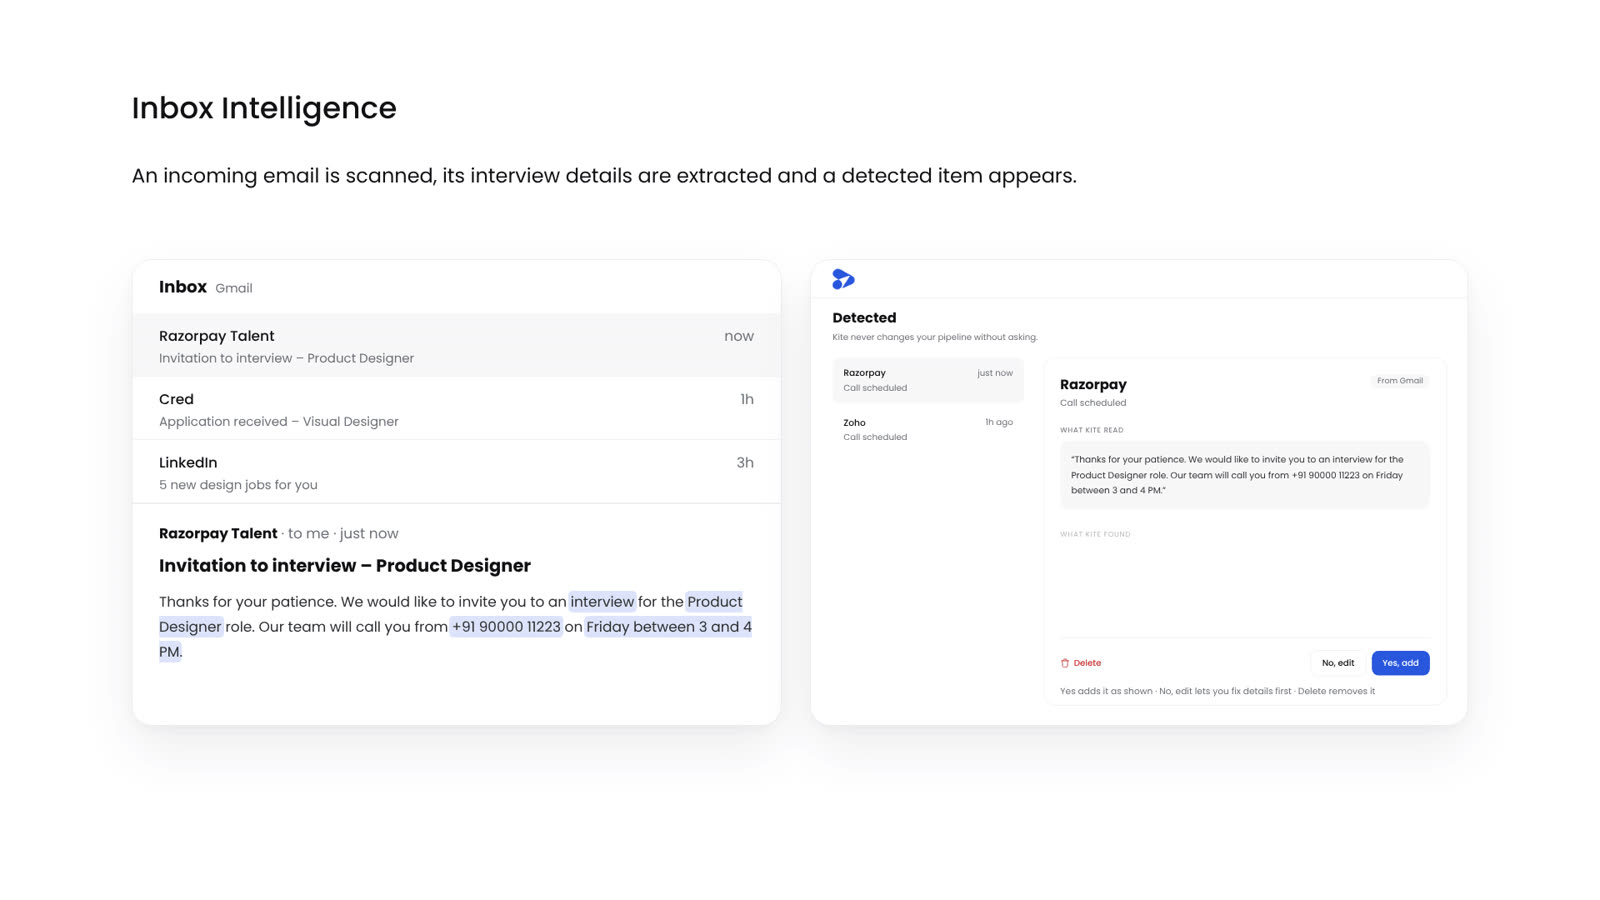 Inbox Intelligence
An incoming email is scanned, its interview details are extracted and a detected item appears.
Inbox Gmail
Razorpay Talent now
Invitation to interview – Product Designer
Cred 1h
Application received – Visual Designer
LinkedIn 3h
5 new design jobs for you
Razorpay Talent · to me · just now
Invitation to interview – Product Designer
Thanks for your patience. We would like to invite you to an interview for the Product
Designer role. Our team will call you from +91 90000 11223 on Friday between 3 and 4
PM.
Detected
Kite never changes your pipeline without asking.
Razorpay just now
Call scheduled
Zoho 1h ago
Call scheduled
Razorpay From Gmail
Call scheduled
WHAT KITE READ
“Thanks for your patience. We would like to invite you to an interview for the
Product Designer role. Our team will call you from +91 90000 11223 on Friday
between 3 and 4 PM.”
WHAT KITE FOUND
Delete No, edit Yes, add
Yes adds it as shown · No, edit lets you fix details first · Delete removes it